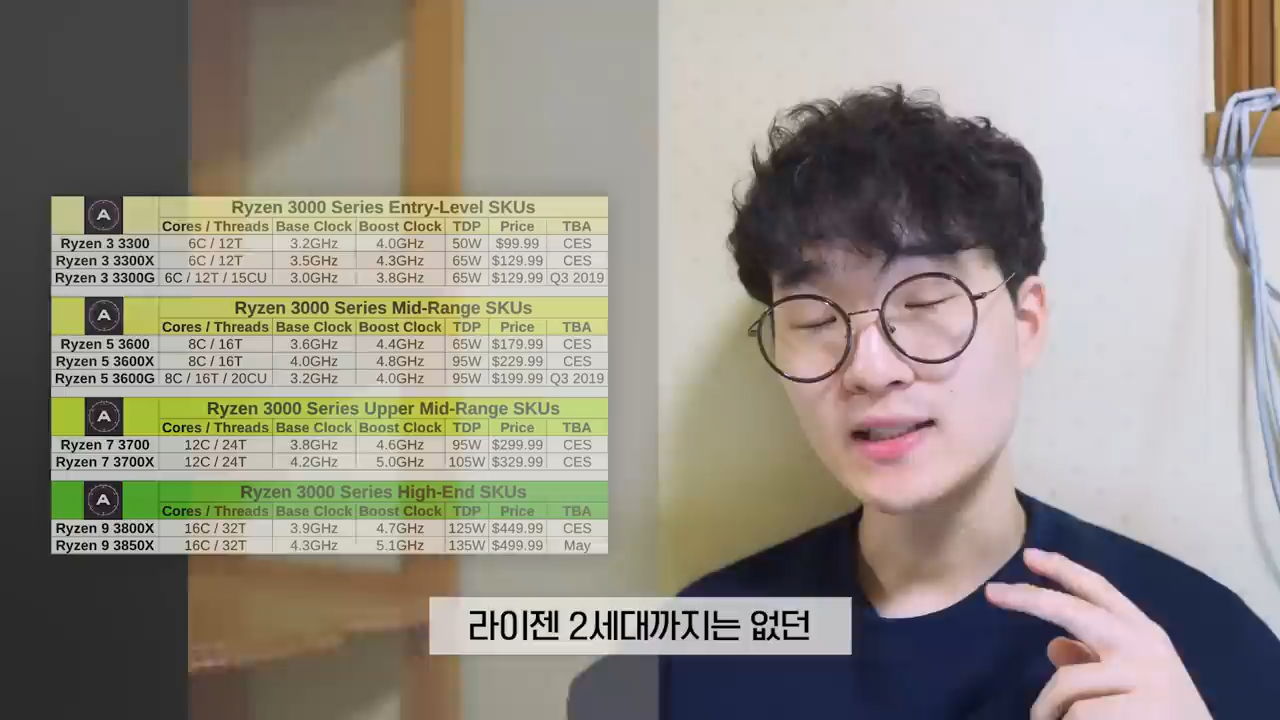 Ryzen 3000 Series Entry-Level SKUs
Cores / Threads Base Clock Boost Clock TDP Price TBA
Ryzen 3 3300 6C / 12T 3.2GHz 4.0GHz 50W $99.99 CES
Ryzen 3 3300X 6C / 12T 3.5GHz 4.3GHz 65W $129.99 CES
Ryzen 3 3300G 6C / 12T / 15CU 3.0GHz 3.8GHz 65W $129.99 Q3 2019
Ryzen 3000 Series Mid-Range SKUs
Cores / Threads Base Clock Boost Clock TDP Price TBA
Ryzen 5 3600 8C / 16T 3.6GHz 4.4GHz 65W $179.99 CES
Ryzen 5 3600X 8C / 16T 4.0GHz 4.8GHz 95W $229.99 CES
Ryzen 5 3600G 8C / 16T / 20CU 3.2GHz 4.0GHz 95W $199.99 Q3 2019
Ryzen 3000 Series Upper Mid-Range SKUs
Cores / Threads Base Clock Boost Clock TDP Price TBA
Ryzen 7 3700 12C / 24T 3.8GHz 4.6GHz 95W $299.99 CES
Ryzen 7 3700X 12C / 24T 4.2GHz 5.0GHz 105W $329.99 CES
Ryzen 3000 Series High-End SKUs
Cores / Threads Base Clock Boost Clock TDP Price TBA
Ryzen 9 3800X 16C / 32T 3.9GHz 4.7GHz 125W $449.99 CES
Ryzen 9 3850X 16C / 32T 4.3GHz 5.1GHz 135W $499.99 May
라이젠 2세대까지는 없던